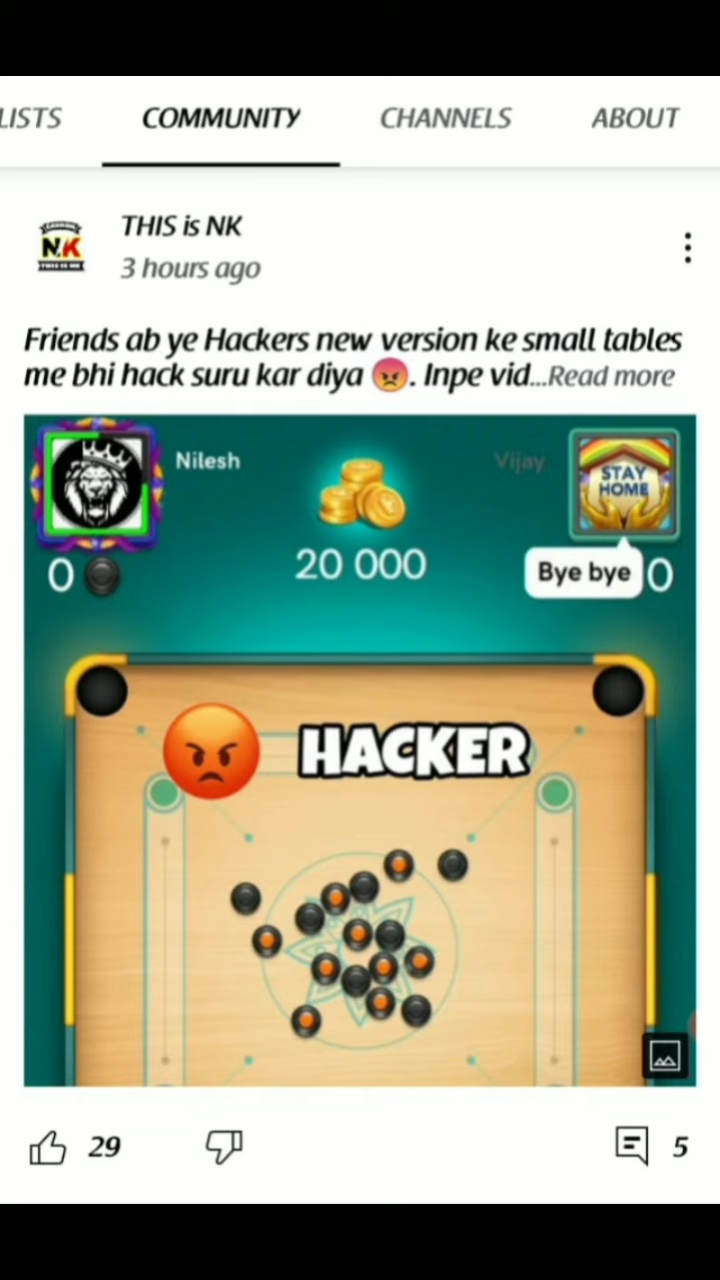 LISTS
COMMUNITY
CHANNELS
ABOUT
NK
THIS is NK
3 hours ago
Friends ab ye Hackers new version ke small tables
me bhi hack suru kar diya 😡. Inpe vid...Read more
Nilesh
Vijay
STAY
HOME
0
20 000
Bye bye
0
😡 HACKER
29
5